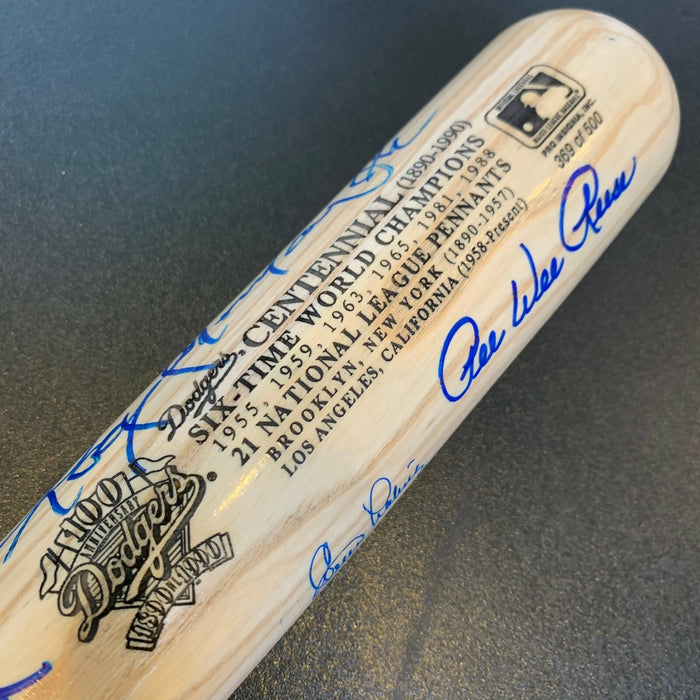 Dodgers CENTENNIAL (1890-1990)
SIX-TIME WORLD CHAMPIONS
1955, 1959, 1963, 1965, 1981, 1988
21 NATIONAL LEAGUE PENNANTS
BROOKLYN, NEW YORK (1890-1957)
LOS ANGELES, CALIFORNIA (1958-Present)
PRO INSIGNIA, INC.
369 of 500
Pee Wee Reese
100
ANNIVERSARY
Dodgers
LOS ANGELES